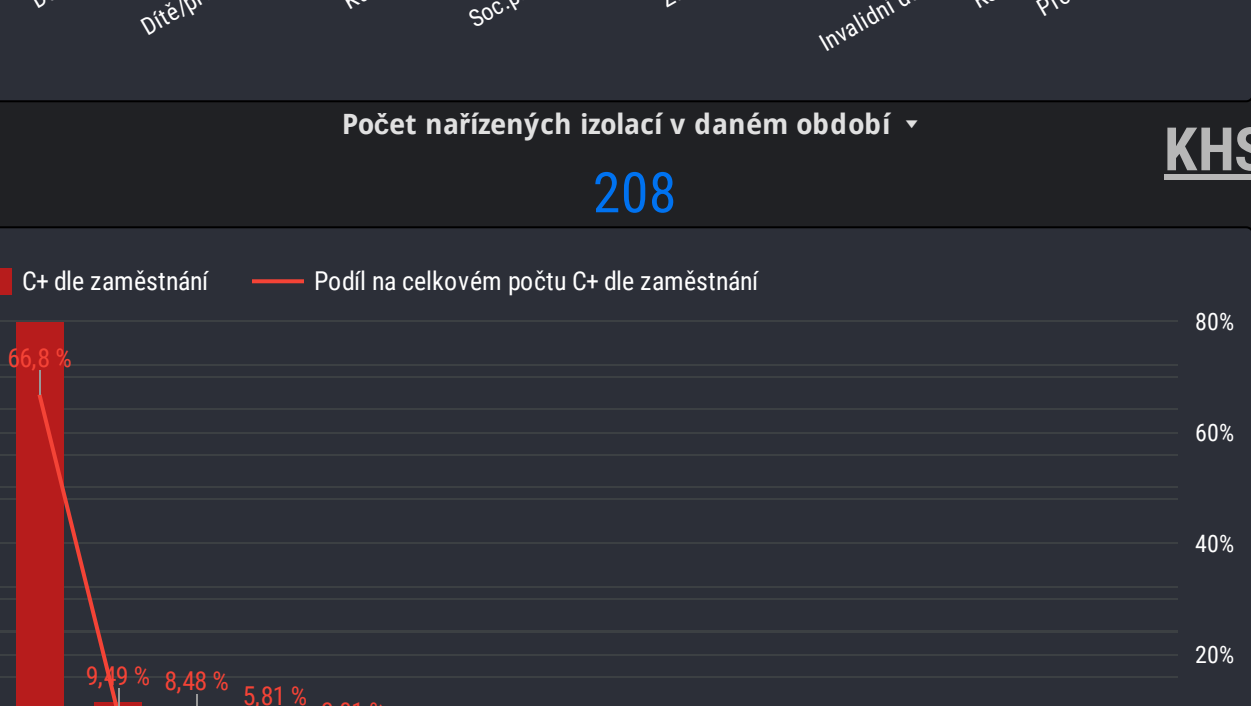 Dítě/př
Soc.p
Invalidní d
Počet nařízených izolací v daném období
KHS
208
C+ dle zaměstnání
Podíl na celkovém počtu C+ dle zaměstnání
80%
66,8 %
60%
40%
20%
9,49 %
8,48 %
5,81 %